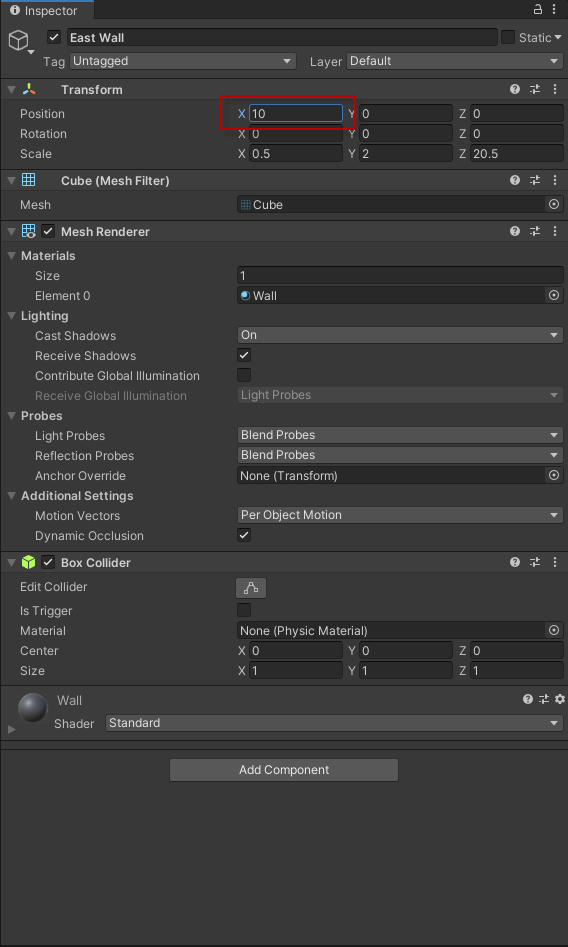 Inspector
East Wall Static
Tag Untagged Layer Default
Transform
Position X 10 Y 0 Z 0
Rotation X 0 Y 0 Z 0
Scale X 0.5 Y 2 Z 20.5
Cube (Mesh Filter)
Mesh Cube
Mesh Renderer
Materials
Size 1
Element 0 Wall
Lighting
Cast Shadows On
Receive Shadows
Contribute Global Illumination
Receive Global Illumination Light Probes
Probes
Light Probes Blend Probes
Reflection Probes Blend Probes
Anchor Override None (Transform)
Additional Settings
Motion Vectors Per Object Motion
Dynamic Occlusion
Box Collider
Edit Collider
Is Trigger
Material None (Physic Material)
Center X 0 Y 0 Z 0
Size X 1 Y 1 Z 1
Wall
Shader Standard
Add Component